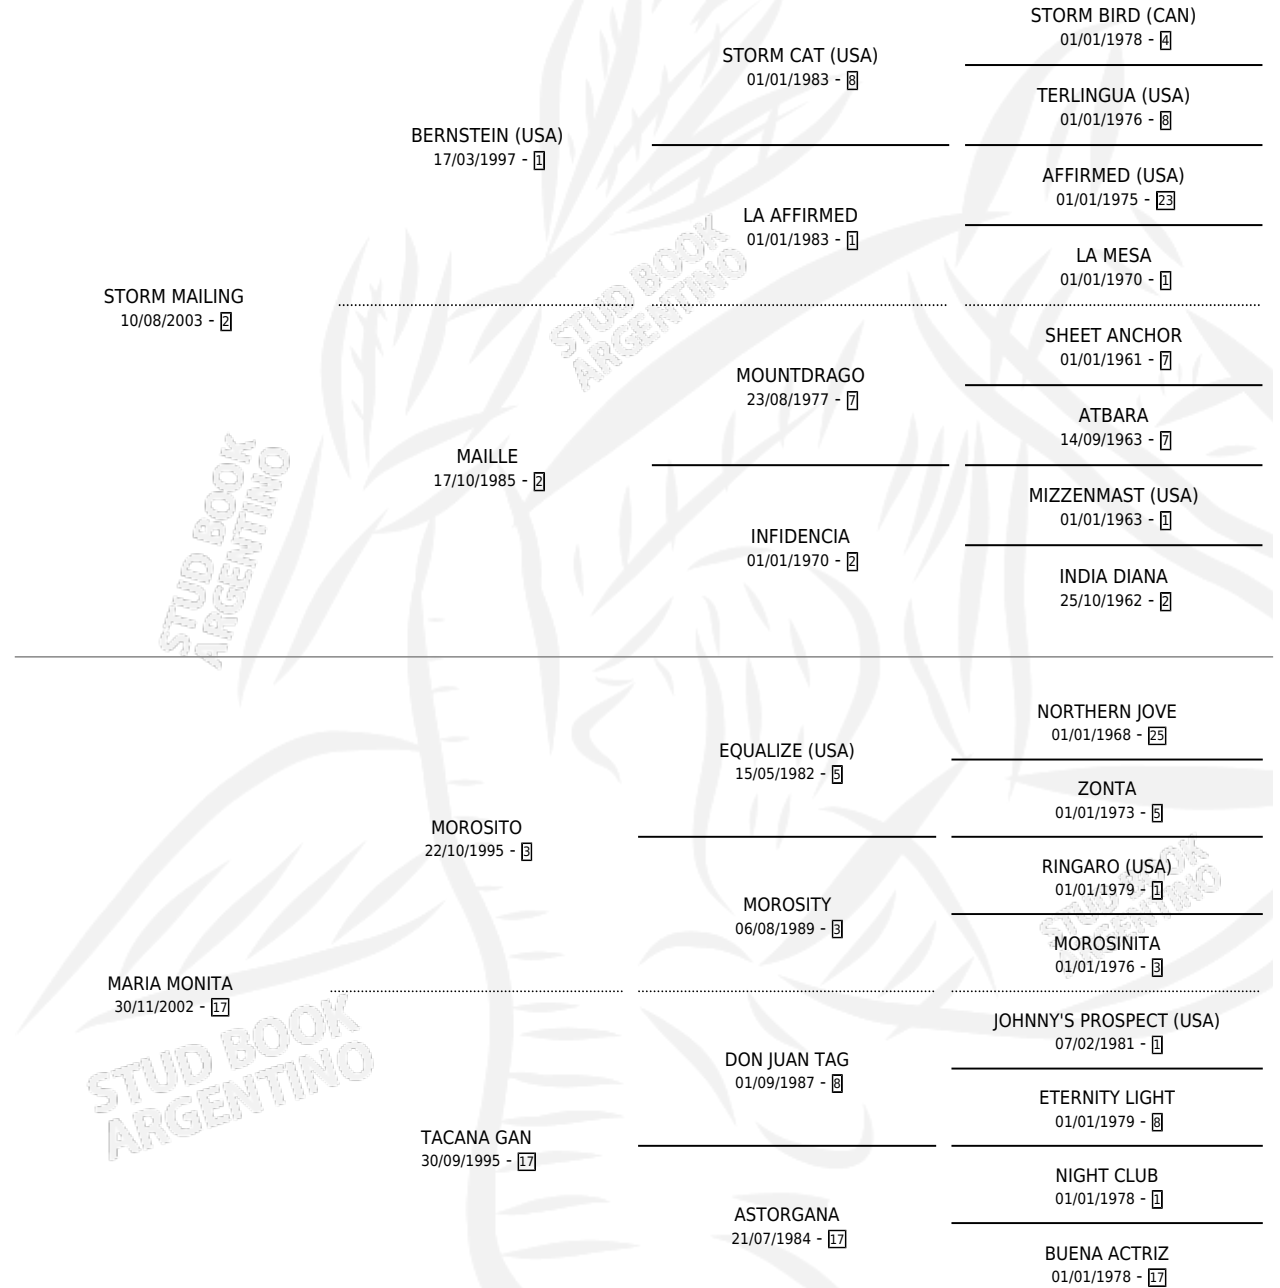 STORM BIRD (CAN)
01/01/1978 - 4
STORM CAT (USA)
01/01/1983 - 8
TERLINGUA (USA)
01/01/1976 - 8
BERNSTEIN (USA)
17/03/1997 - 1
AFFIRMED (USA)
01/01/1975 - 23
LA AFFIRMED
01/01/1983 - 1
LA MESA
01/01/1970 - 1
STORM MAILING
10/08/2003 - 2
SHEET ANCHOR
01/01/1961 - 7
MOUNTDRAGO
23/08/1977 - 7
ATBARA
14/09/1963 - 7
MAILLE
17/10/1985 - 2
MIZZENMAST (USA)
01/01/1963 - 1
INFIDENCIA
01/01/1970 - 2
INDIA DIANA
25/10/1962 - 2
NORTHERN JOVE
01/01/1968 - 25
EQUALIZE (USA)
15/05/1982 - 5
ZONTA
01/01/1973 - 5
MOROSITO
22/10/1995 - 3
RINGARO (USA)
01/01/1979 - 1
MOROSITY
06/08/1989 - 3
MOROSINITA
01/01/1976 - 3
MARIA MONITA
30/11/2002 - 17
JOHNNY'S PROSPECT (USA)
07/02/1981 - 1
DON JUAN TAG
01/09/1987 - 8
ETERNITY LIGHT
01/01/1979 - 8
TACANA GAN
30/09/1995 - 17
NIGHT CLUB
01/01/1978 - 1
ASTORGANA
21/07/1984 - 17
BUENA ACTRIZ
01/01/1978 - 17
STUD BOOK
ARGENTINO
STUD BOOK
ARGENTINO
STUD BOOK
ARGENTINO
STUD BOOK
ARGENTINO